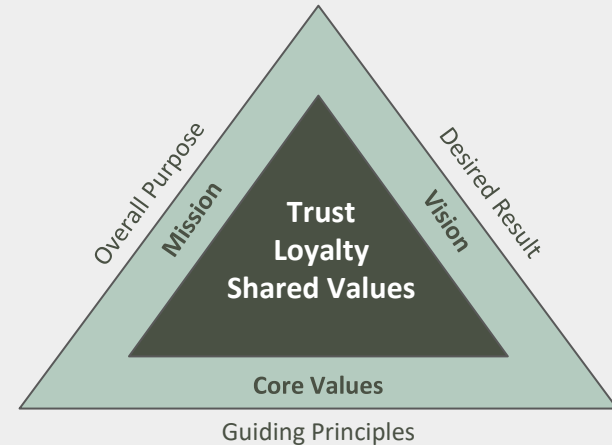 Overall Purpose
Mission
Trust
Loyalty
Shared Values
Vision
Desired Result
Core Values
Guiding Principles